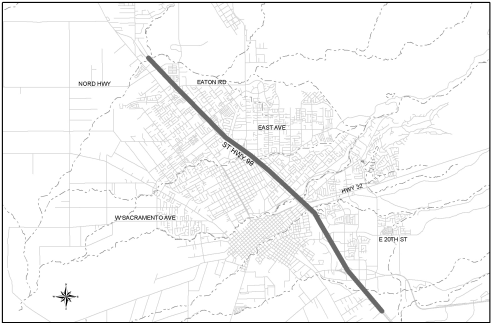 NORD HWY
EATON RD
EAST AVE
ST HWY 99
HWY 32
W SACRAMENTO AVE
E 20TH ST